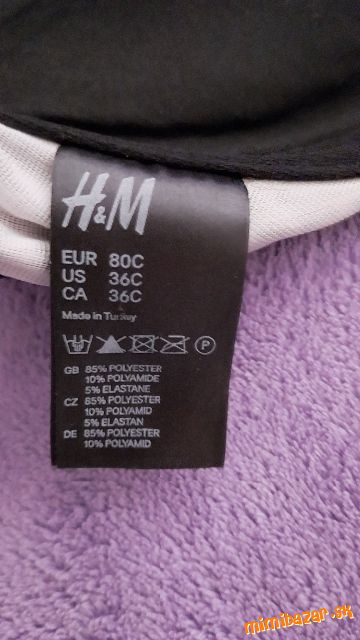 H&M
EUR 80C
US 36C
CA 36C
Made in Turkey
P
GB 85% POLYESTER
10% POLYAMIDE
5% ELASTANE
CZ 85% POLYESTER
10% POLYAMID
5% ELASTAN
DE 85% POLYESTER
10% POLYAMID
mimibazar.sk